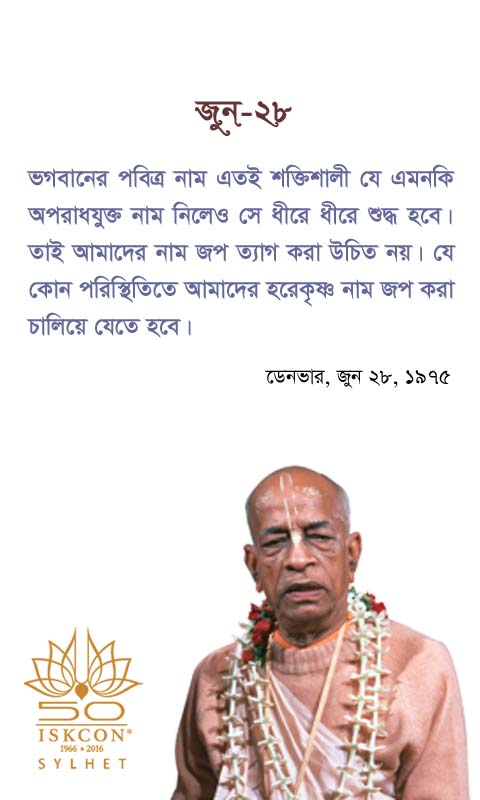 জুন-২৮
ভগবানের পবিত্র নাম এতই শক্তিশালী যে এমনকি
অপরাধযুক্ত নাম নিলেও সে ধীরে ধীরে শুদ্ধ হবে।
তাই আমাদের নাম জপ ত্যাগ করা উচিত নয়। যে
কোন পরিস্থিতিতে আমাদের হরেকৃষ্ণ নাম জপ করা
চালিয়ে যেতে হবে।
ডেনভার, জুন ২৮, ১৯৭৫
50
ISKCON®
1966 • 2016
SYLHET